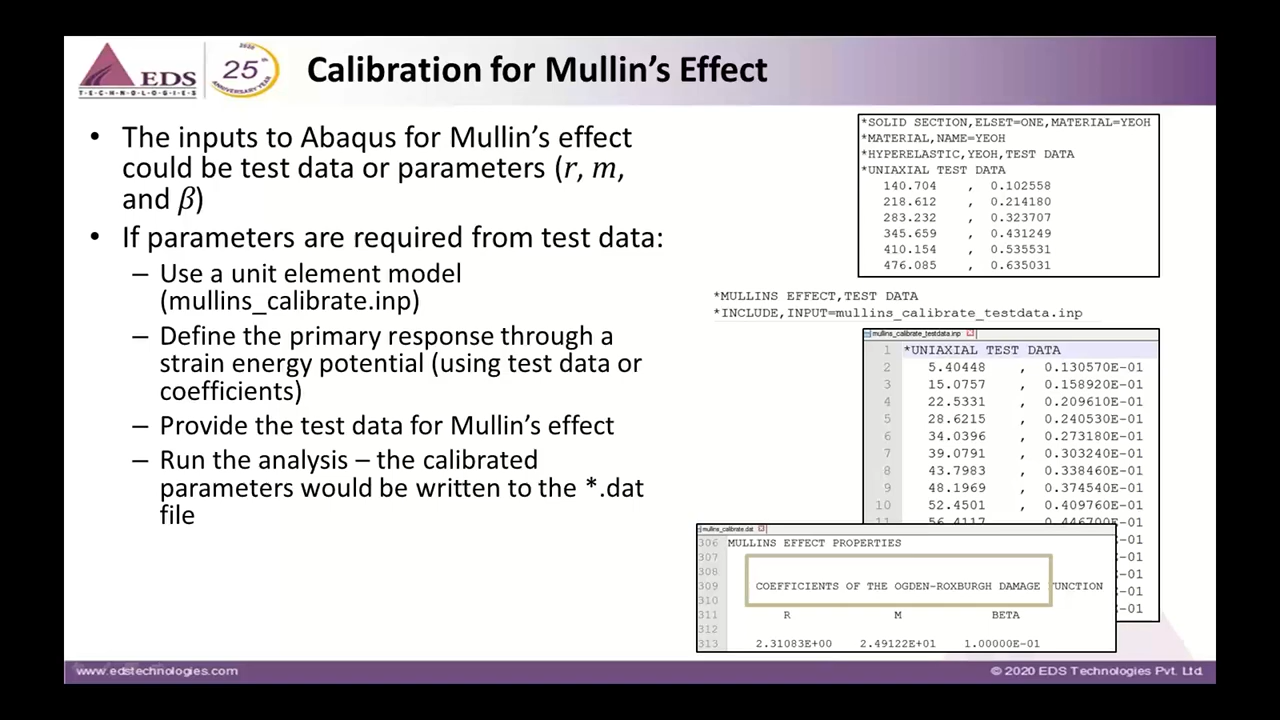 EDS
T·E·C·H·N·O·L·O·G·I·E·S
2020
25th
ANNIVERSARY YEAR
Calibration for Mullin’s Effect
• The inputs to Abaqus for Mullin’s effect
could be test data or parameters (r, m,
and β)
• If parameters are required from test data:
– Use a unit element model
(mullins_calibrate.inp)
– Define the primary response through a
strain energy potential (using test data or
coefficients)
– Provide the test data for Mullin’s effect
– Run the analysis – the calibrated
parameters would be written to the *.dat
file
*SOLID SECTION,ELSET=ONE,MATERIAL=YEOH
*MATERIAL,NAME=YEOH
*HYPERELASTIC,YEOH,TEST DATA
*UNIAXIAL TEST DATA
140.704 , 0.102558
218.612 , 0.214180
283.232 , 0.323707
345.659 , 0.431249
410.154 , 0.535531
476.085 , 0.635031
*MULLINS EFFECT,TEST DATA
*INCLUDE,INPUT=mullins_calibrate_testdata.inp
mullins_calibrate_testdata.inp
1 *UNIAXIAL TEST DATA
2 5.40448 , 0.130570E-01
3 15.0757 , 0.158920E-01
4 22.5331 , 0.209610E-01
5 28.6215 , 0.240530E-01
6 34.0396 , 0.273180E-01
7 39.0791 , 0.303240E-01
8 43.7983 , 0.338460E-01
9 48.1969 , 0.374540E-01
10 52.4501 , 0.409760E-01
11 56.4117 , 0.446700E-01
-01
-01
-01
-01
-01
mullins_calibrate.dat
306 MULLINS EFFECT PROPERTIES
307
308
309 COEFFICIENTS OF THE OGDEN-ROXBURGH DAMAGE FUNCTION
310
311 R M BETA
312
313 2.31083E+00 2.49122E+01 1.00000E-01
www.edstechnologies.com
© 2020 EDS Technologies Pvt. Ltd.